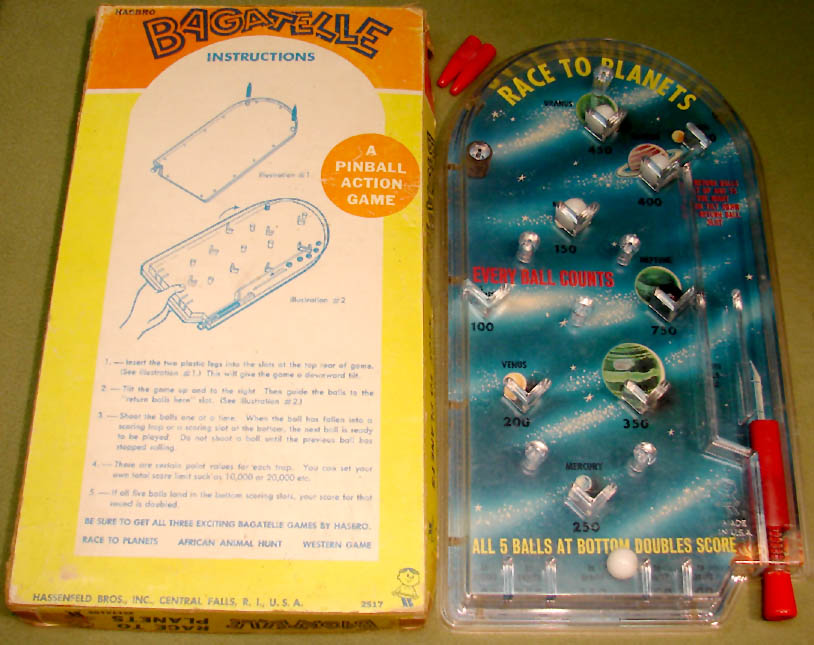 HASBRO
BAGATELLE
INSTRUCTIONS
Illustration #1
A
PINBALL
ACTION
GAME
Illustration #2
1. — Insert the two plastic legs into the slots at the top rear of game.
(See illustration #1.) This will give the game a downward tilt.
2. — Tilt the game up and to the right. Then guide the balls to the
"return balls here" slot. (See illustration #2.)
3. — Shoot the balls one at a time. When the ball has fallen into a
scoring trap or a scoring slot at the bottom, the next ball is ready
to be played. Do not shoot a ball until the previous ball has
stopped rolling.
4. — There are certain point values for each trap. You can set your
own total score limit such as 10,000 or 20,000 etc.
5. — If all five balls land in the bottom scoring slots, your score for that
round is doubled.
BE SURE TO GET ALL THREE EXCITING BAGATELLE GAMES BY HASBRO.
RACE TO PLANETS AFRICAN ANIMAL HUNT WESTERN GAME
HASSENFELD BROS., INC., CENTRAL FALLS, R. I., U. S. A. 2517
BAGATELLE
RACE TO
PLANETS
RACE TO PLANETS
URANUS
450
400
150
EVERY BALL COUNTS
NEPTUNE
100
750
VENUS
200
350
MERCURY
250
MADE
IN U.S.A.
ALL 5 BALLS AT BOTTOM DOUBLES SCORE